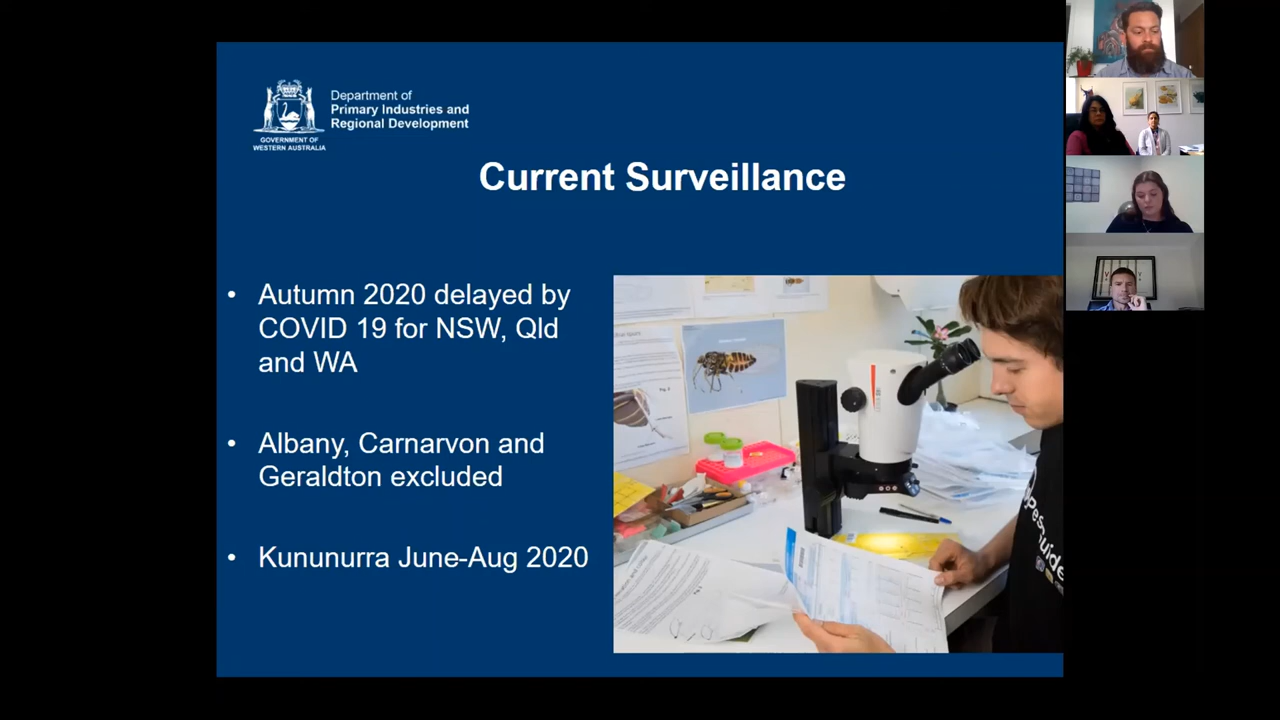 Department of
Primary Industries and
Regional Development
GOVERNMENT OF
WESTERN AUSTRALIA
Current Surveillance
• Autumn 2020 delayed by
COVID 19 for NSW, Qld
and WA
• Albany, Carnarvon and
Geraldton excluded
• Kununurra June-Aug 2020